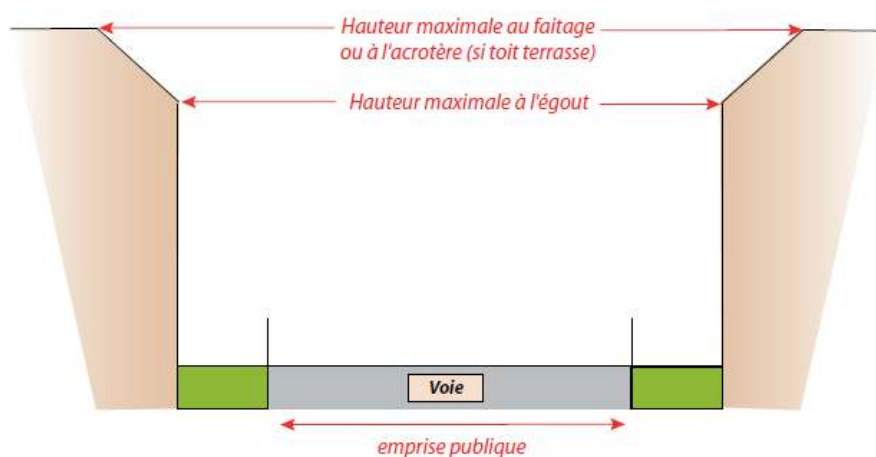 Hauteur maximale au faitage
ou à l'acrotère (si toit terrasse)
Hauteur maximale à l'égout
Voie
emprise publique